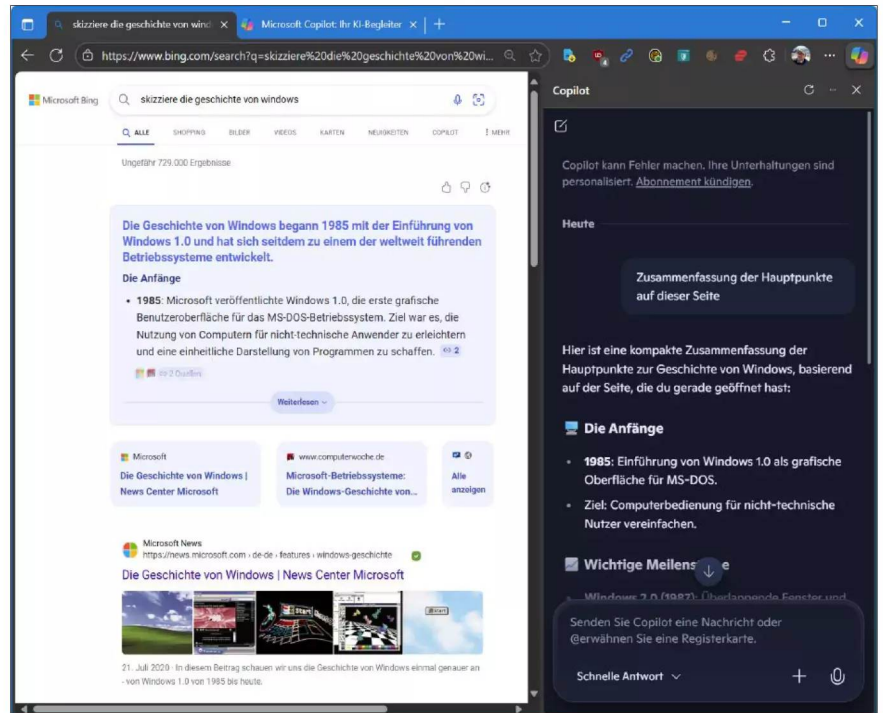 skizziere die geschichte von wind
Microsoft Copilot: Ihr KI-Begleiter
https://www.bing.com/search?q=skizziere%20die%20geschichte%20von%20wi...
4
Microsoft Bing
skizziere die geschichte von windows
ALLE SHOPPING BILDER VIDEOS KARTEN NEUIGKEITEN COPILOT MEHR
Ungefähr 729.000 Ergebnisse
Die Geschichte von Windows begann 1985 mit der Einführung von
Windows 1.0 und hat sich seitdem zu einem der weltweit führenden
Betriebssysteme entwickelt.
Die Anfänge
• 1985: Microsoft veröffentlichte Windows 1.0, die erste grafische
Benutzeroberfläche für das MS-DOS-Betriebssystem. Ziel war es, die
Nutzung von Computern für nicht-technische Anwender zu erleichtern
und eine einheitliche Darstellung von Programmen zu schaffen. 2
2 Quellen
Weiterlesen
Microsoft
Die Geschichte von Windows |
News Center Microsoft
www.computerwoche.de
Microsoft-Betriebssysteme:
Die Windows-Geschichte von...
Alle
anzeigen
Microsoft News
https://news.microsoft.com › de-de › features › windows-geschichte
Die Geschichte von Windows | News Center Microsoft
Start
21. Juli 2020 · In diesem Beitrag schauen wir uns die Geschichte von Windows einmal genauer an
- von Windows 1.0 von 1985 bis heute.
Copilot
Copilot kann Fehler machen. Ihre Unterhaltungen sind
personalisiert. Abonnement kündigen.
Heute
Zusammenfassung der Hauptpunkte
auf dieser Seite
Hier ist eine kompakte Zusammenfassung der
Hauptpunkte zur Geschichte von Windows, basierend
auf der Seite, die du gerade geöffnet hast:
Die Anfänge
• 1985: Einführung von Windows 1.0 als grafische
Oberfläche für MS-DOS.
• Ziel: Computerbedienung für nicht-technische
Nutzer vereinfachen.
Wichtige Meilens e
• Windows 2.0 (1987): Überlappende Fenster und
Senden Sie Copilot eine Nachricht oder
@erwähnen Sie eine Registerkarte.
Schnelle Antwort